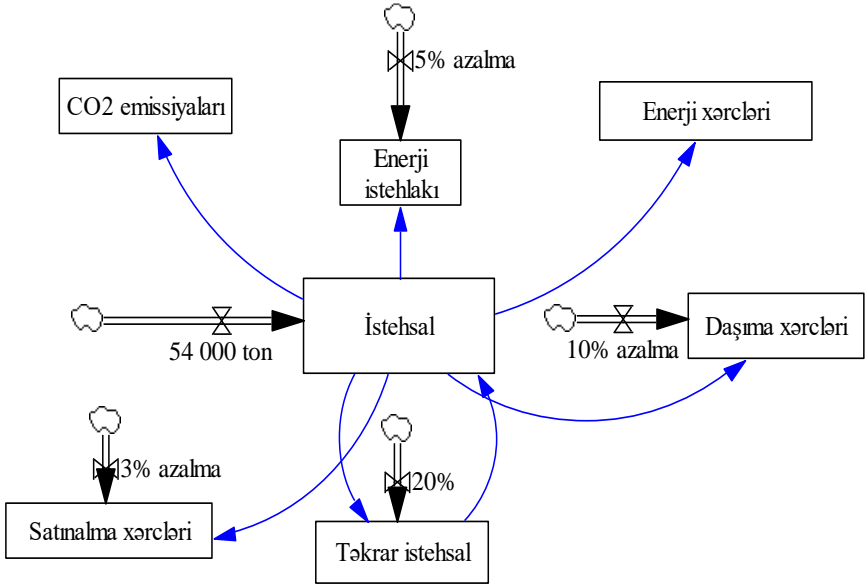 5% azalma
CO2 emissiyaları
Enerji xərcləri
Enerji
istehlakı
İstehsal
54 000 ton
Daşıma xərcləri
10% azalma
3% azalma
20%
Satınalma xərcləri
Təkrar istehsal